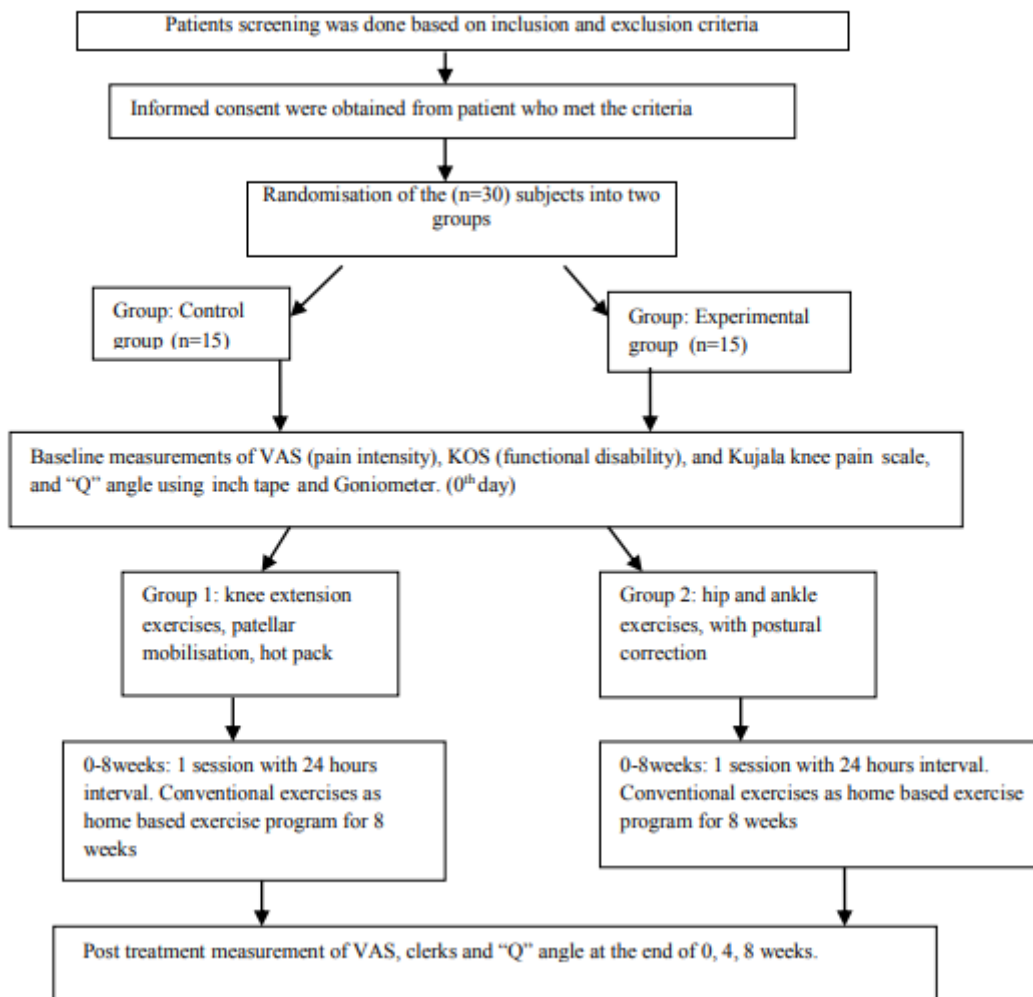 Patients screening was done based on inclusion and exclusion criteria
Informed consent were obtained from patient who met the criteria
Randomisation of the (n=30) subjects into two
groups
Group: Control
group (n=15)
Group: Experimental
group (n=15)
Baseline measurements of VAS (pain intensity), KOS (functional disability), and Kujala knee pain scale,
and “Q” angle using inch tape and Goniometer. (0th day)
Group 1: knee extension
exercises, patellar
mobilisation, hot pack
Group 2: hip and ankle
exercises, with postural
correction
0-8weeks: 1 session with 24 hours
interval. Conventional exercises as
home based exercise program for 8
weeks
0-8weeks: 1 session with 24 hours interval.
Conventional exercises as home based exercise
program for 8 weeks
Post treatment measurement of VAS, clerks and “Q” angle at the end of 0, 4, 8 weeks.